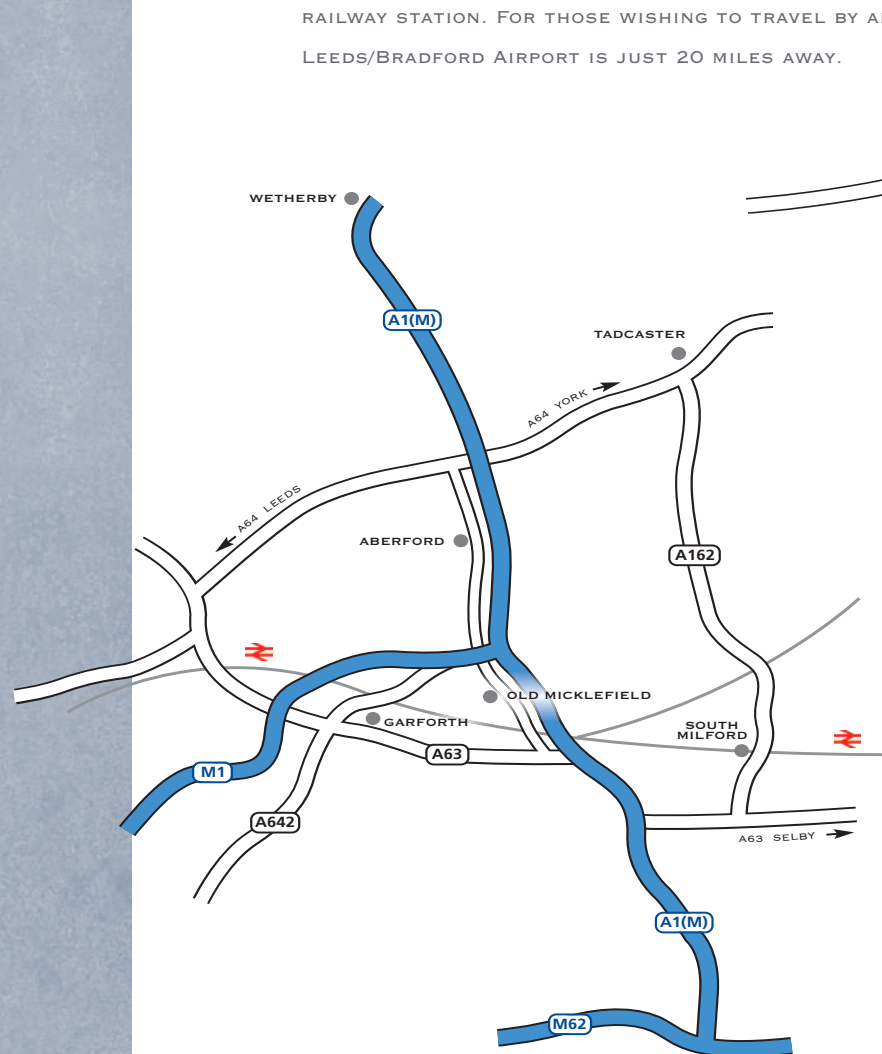 RAILWAY STATION. FOR THOSE WISHING TO TRAVEL BY
LEEDS/BRADFORD AIRPORT IS JUST 20 MILES AWAY.
WETHERBY
A1(M)
TADCASTER
A64 YORK
A64 LEEDS
ABERFORD
A162
OLD MICKLEFIELD
GARFORTH
SOUTH
MILFORD
A63
M1
A642
A63 SELBY
A1(M)
M62